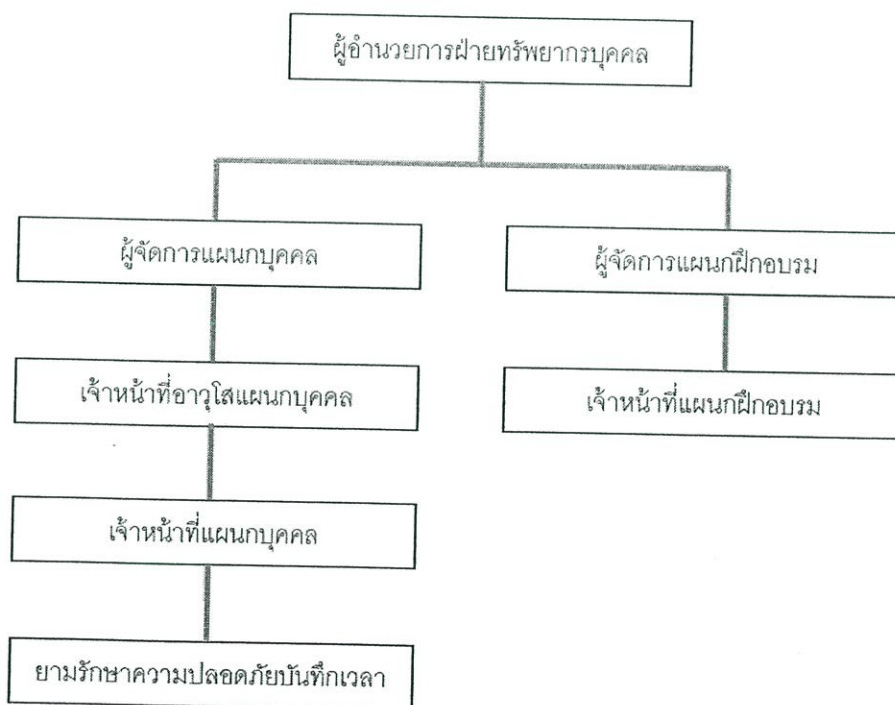 ผู้อำนวยการฝ่ายทรัพยากรบุคคล
ผู้จัดการแผนกบุคคล
ผู้จัดการแผนกฝึกอบรม
เจ้าหน้าที่อาวุโสแผนกบุคคล
เจ้าหน้าที่แผนกฝึกอบรม
เจ้าหน้าที่แผนกบุคคล
ยามรักษาความปลอดภัยบันทึกเวลา